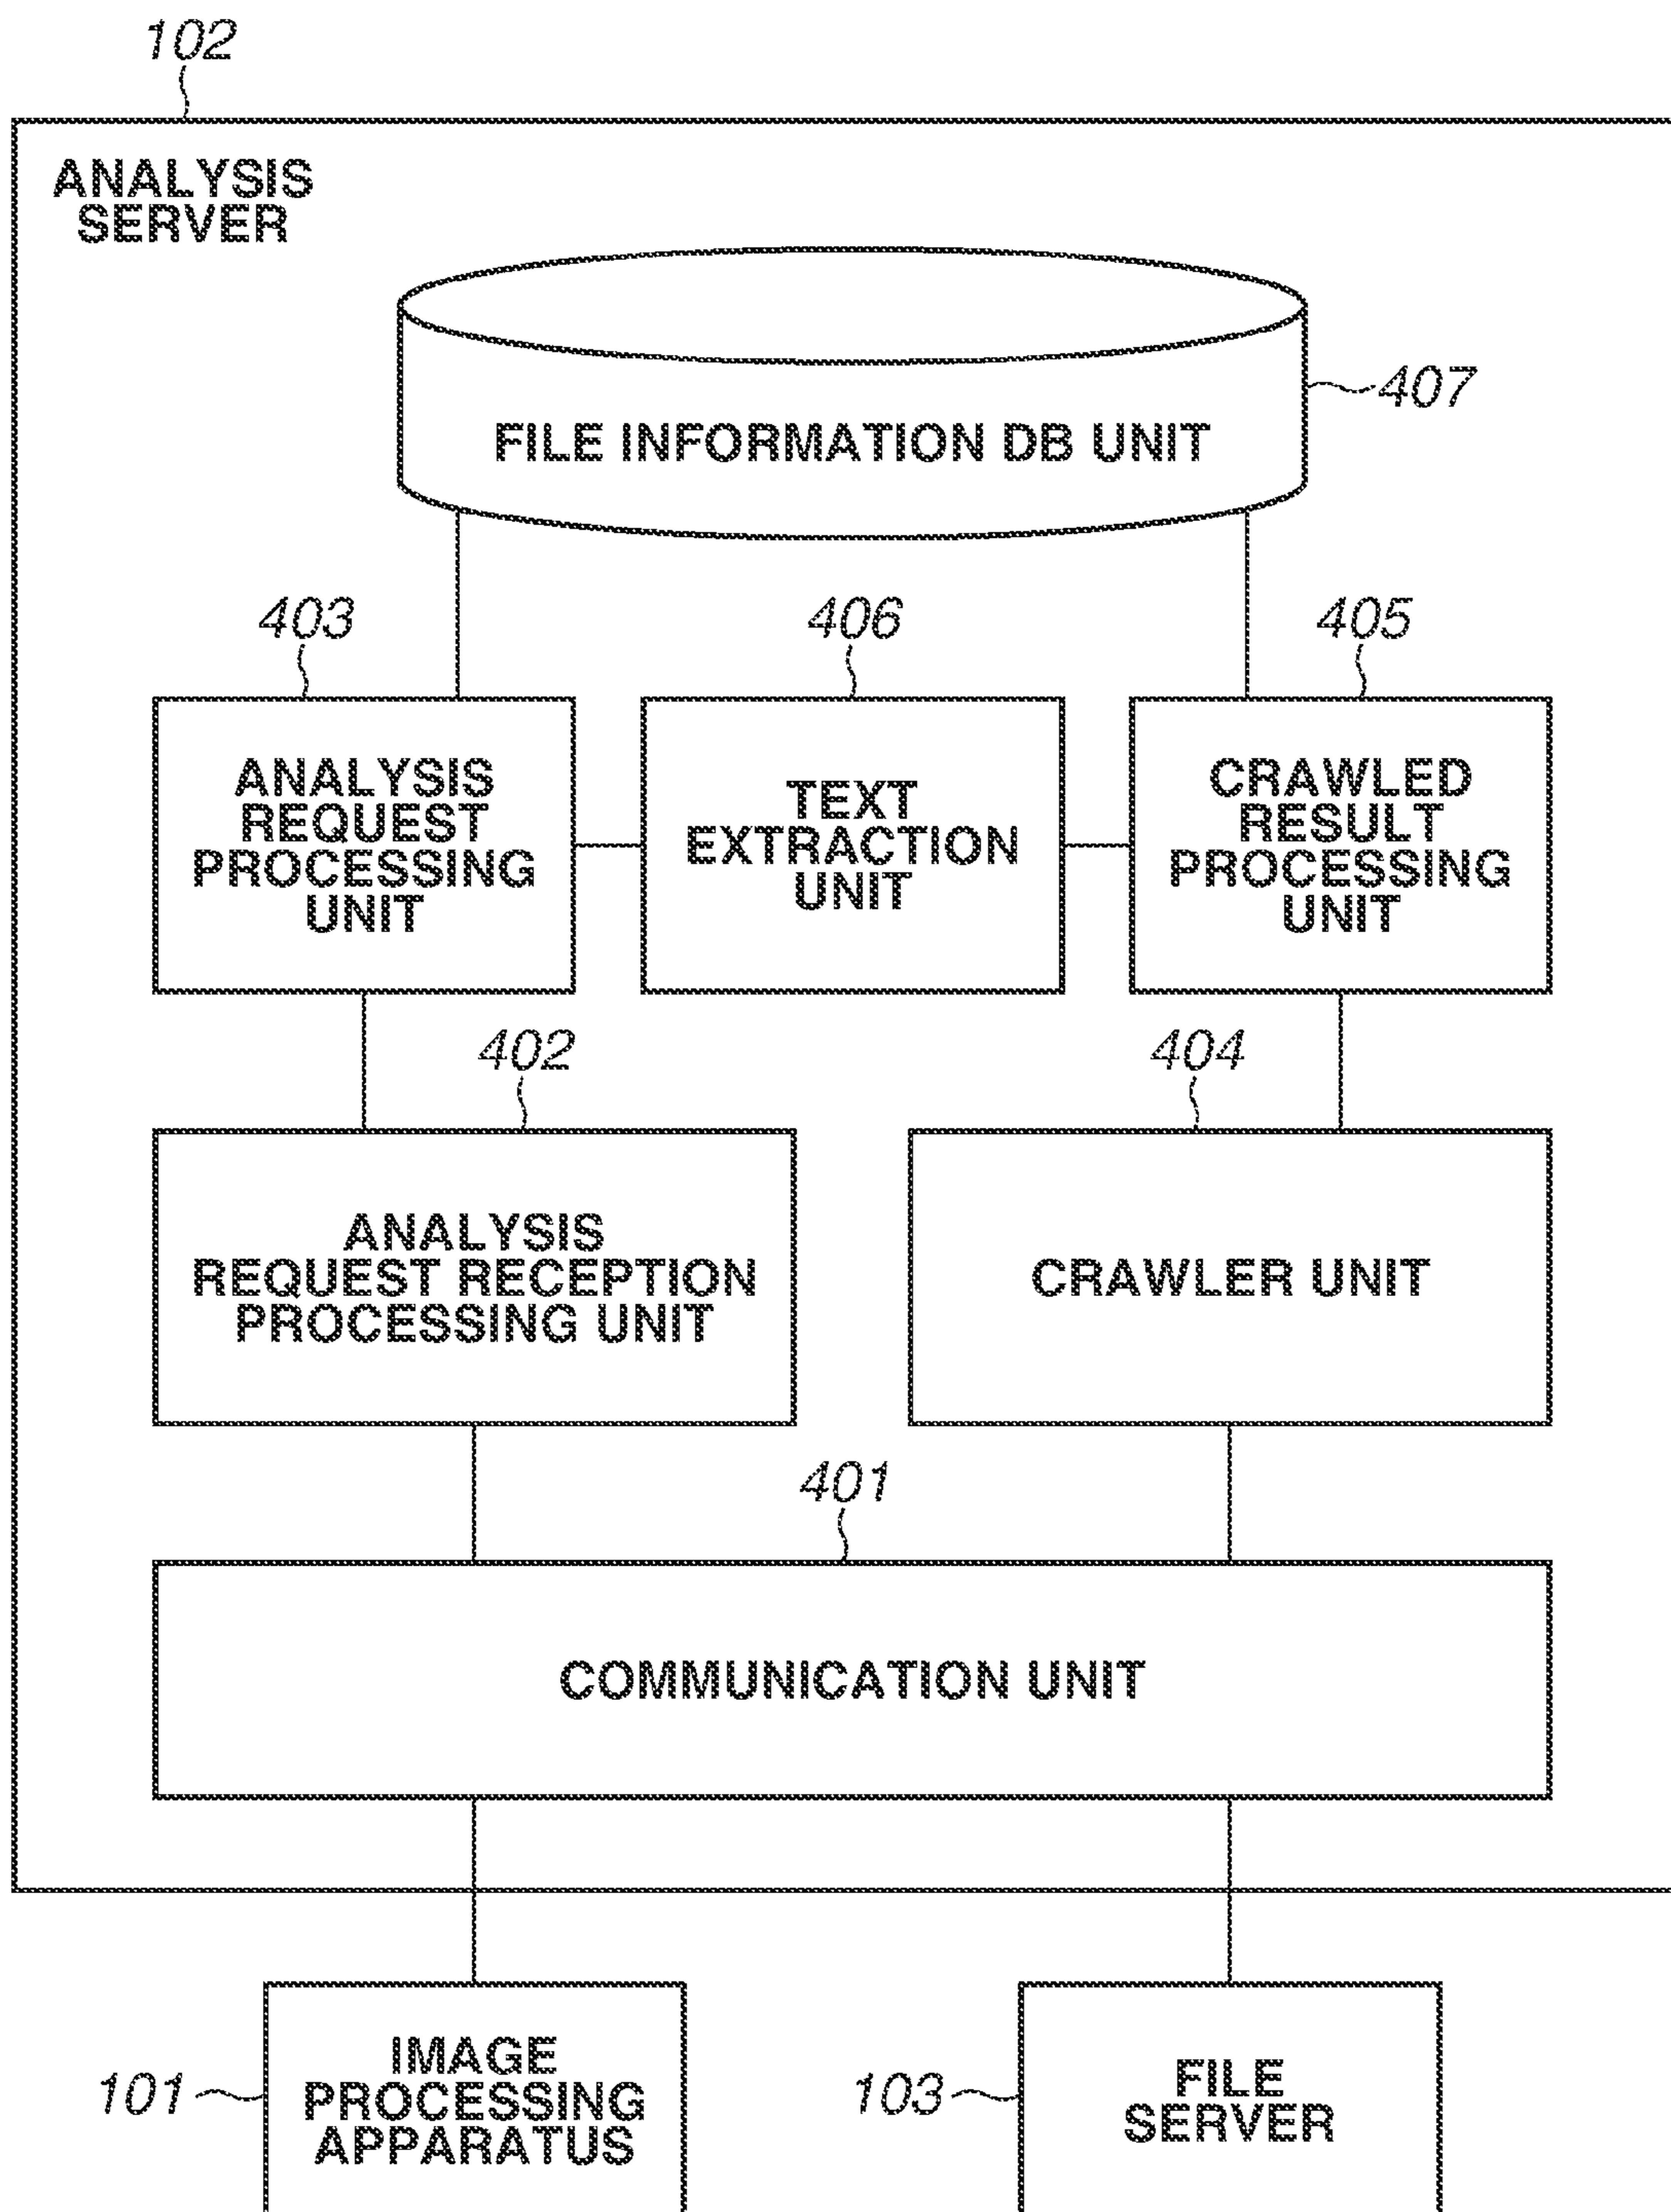 102
ANALYSIS
SERVER
407
FILE INFORMATION DB UNIT
403
406
405
ANALYSIS
REQUEST
PROCESSING
UNIT
TEXT
EXTRACTION
UNIT
CRAWLED
RESULT
PROCESSING
UNIT
402
404
ANALYSIS
REQUEST RECEPTION
PROCESSING UNIT
CRAWLER UNIT
401
COMMUNICATION UNIT
101
IMAGE
PROCESSING
APPARATUS
103
FILE
SERVER